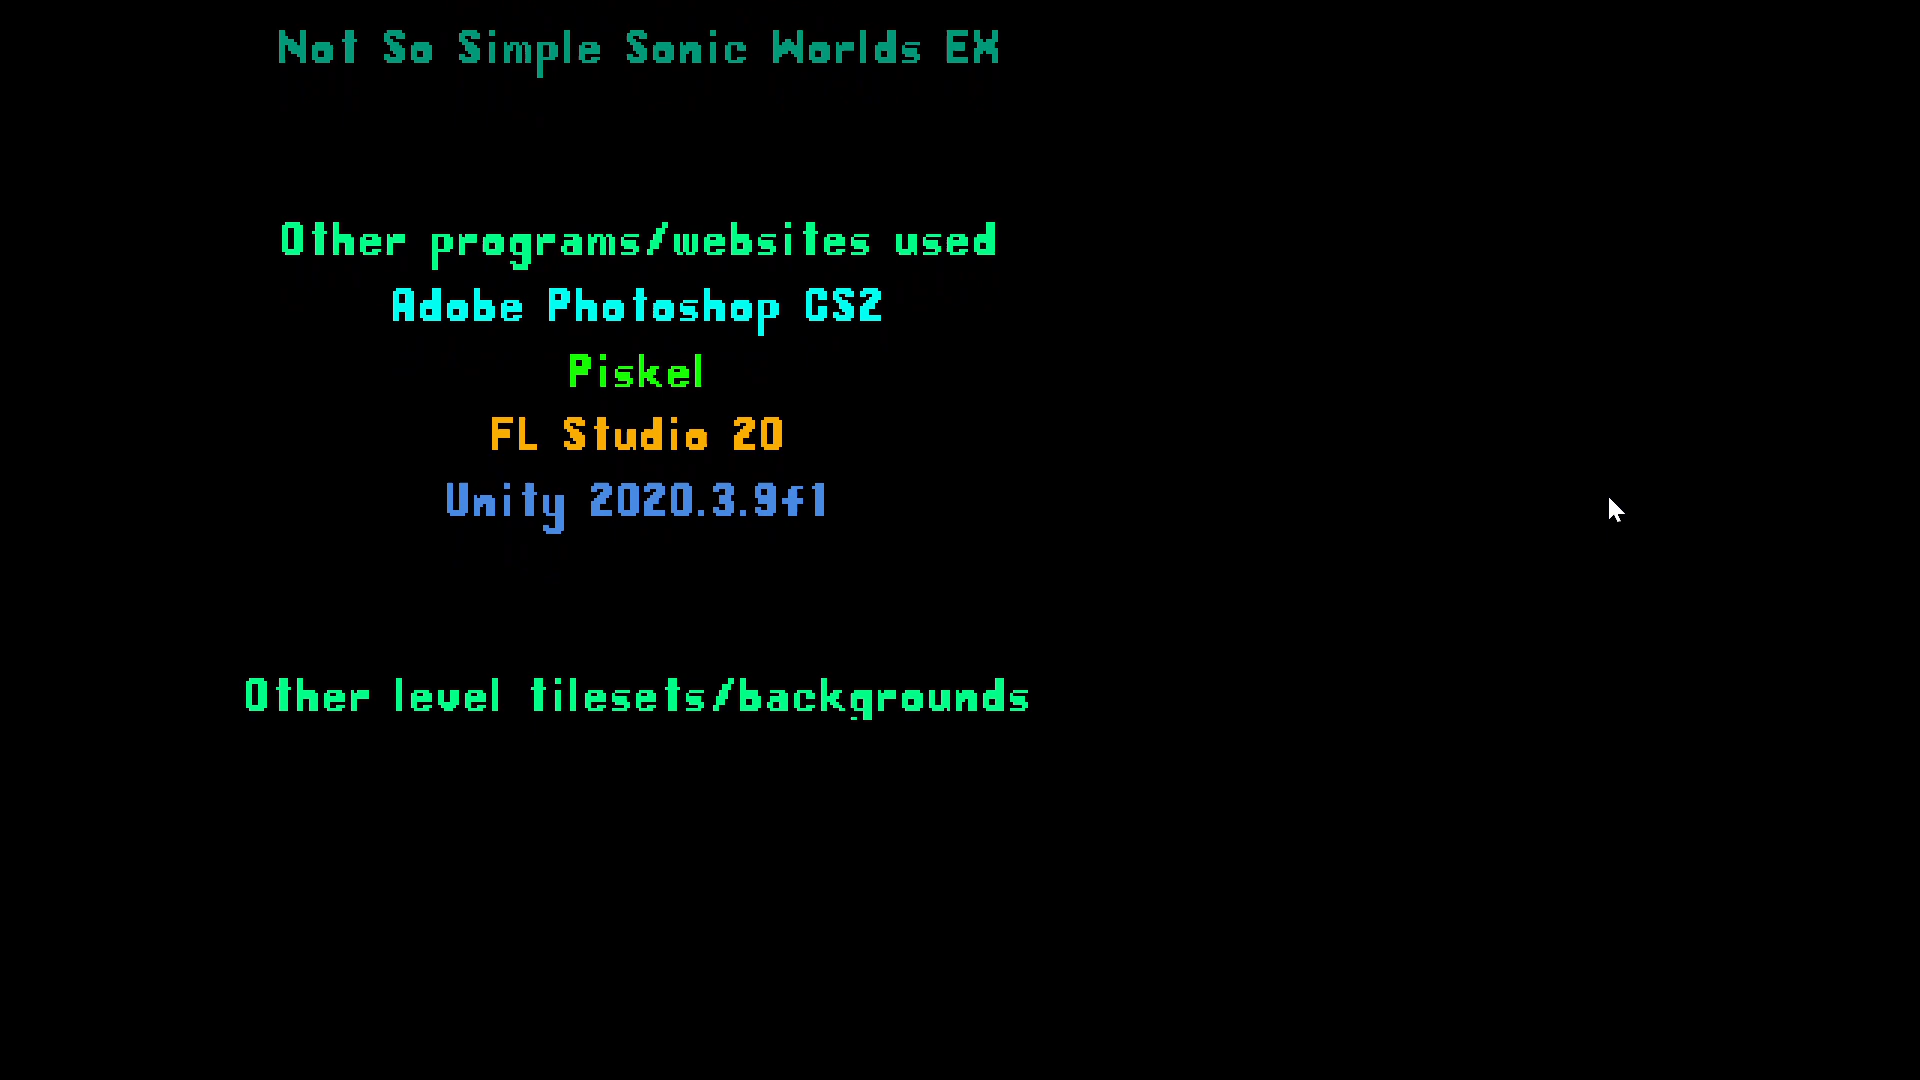 Not So Simple Sonic Worlds EX
Other programs/websites used
Adobe Photoshop CS2
Piskel
FL Studio 20
Unity 2020.3.9f1
Other level tilesets/backgrounds